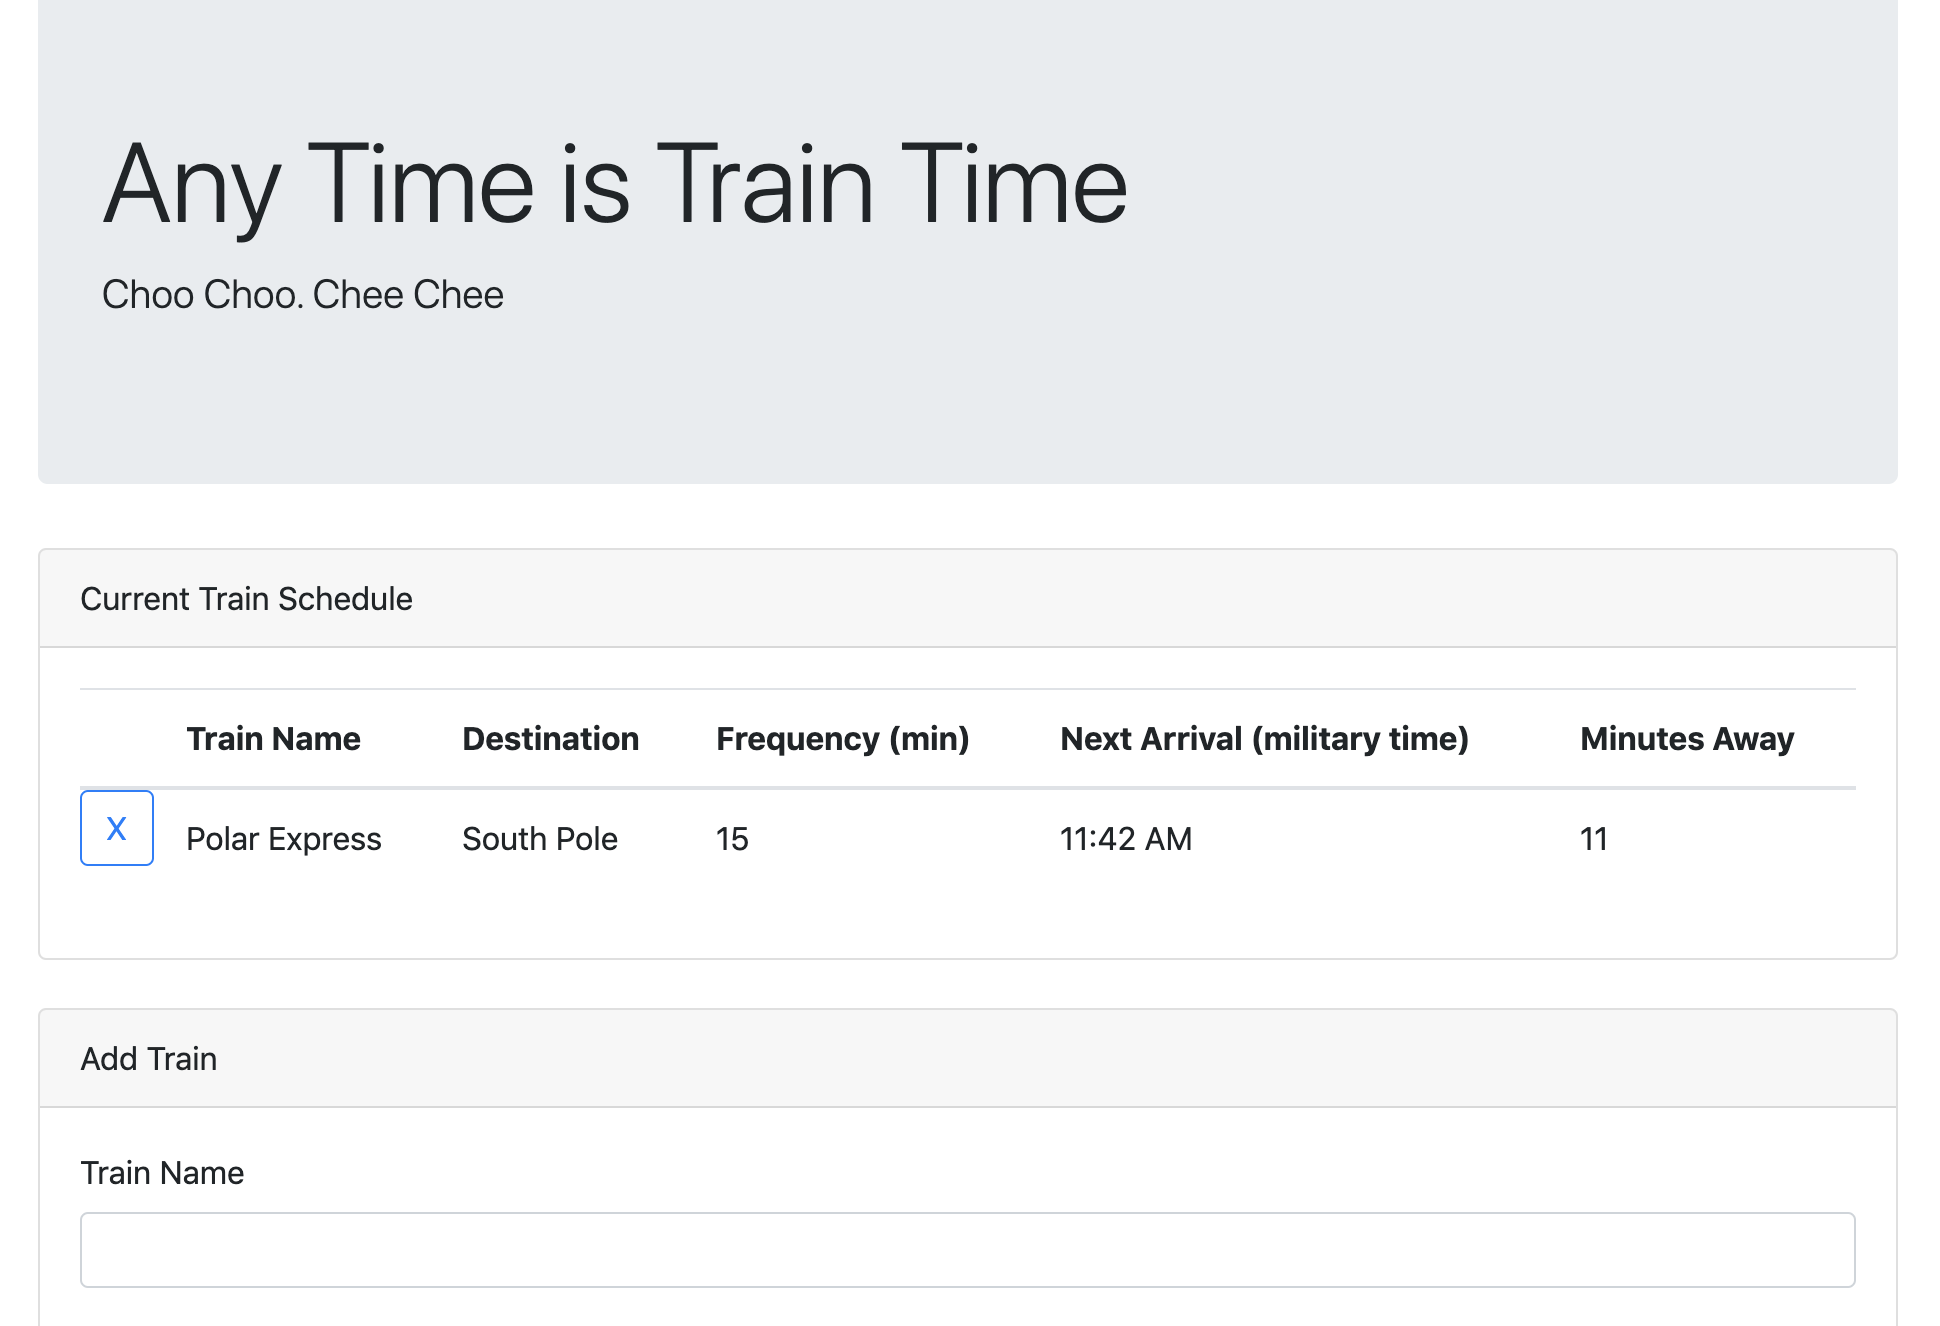 Any Time is Train Time
Choo Choo. Chee Chee
Current Train Schedule
Train Name Destination Frequency (min) Next Arrival (military time) Minutes Away
X Polar Express South Pole 15 11:42 AM 11
Add Train
Train Name